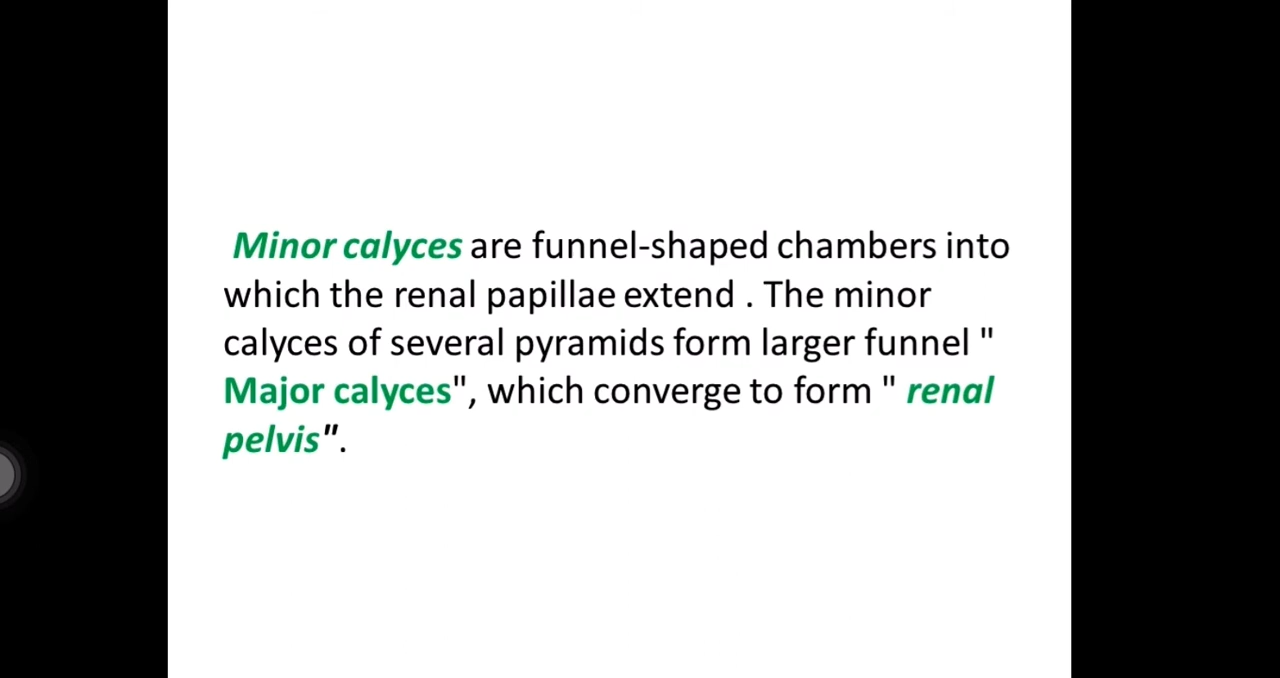 Minor calyces are funnel-shaped chambers into
which the renal papillae extend . The minor
calyces of several pyramids form larger funnel "
Major calyces", which converge to form " renal
pelvis".